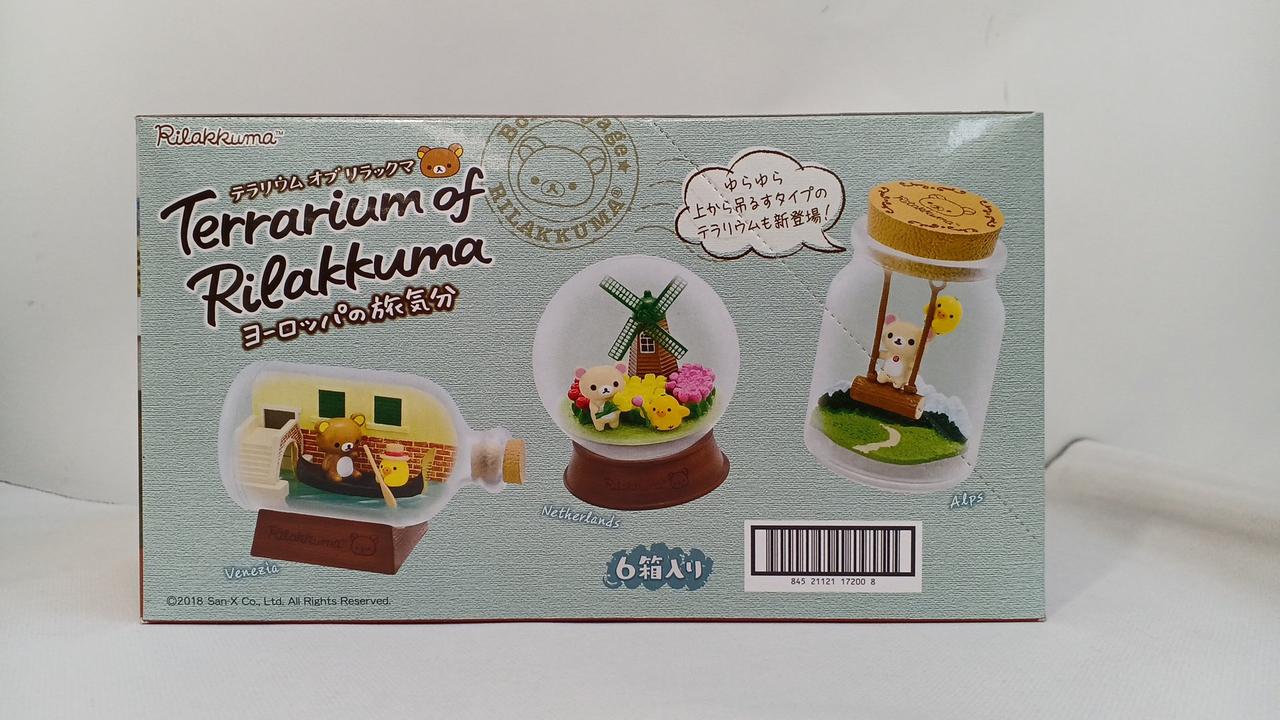 Rilakkuma™
テラリウム オブ リラックマ
Terrarium of
Rilakkuma
ヨーロッパの旅気分
RILAKKUMA®
ゆらゆら
上から吊るすタイプの
テラリウムも新登場!
Rilakkuma
Rilakkuma
Venezia
Netherlands
Alps
6箱入り
845 21121 17200 8
©2018 San-X Co., Ltd. All Rights Reserved.